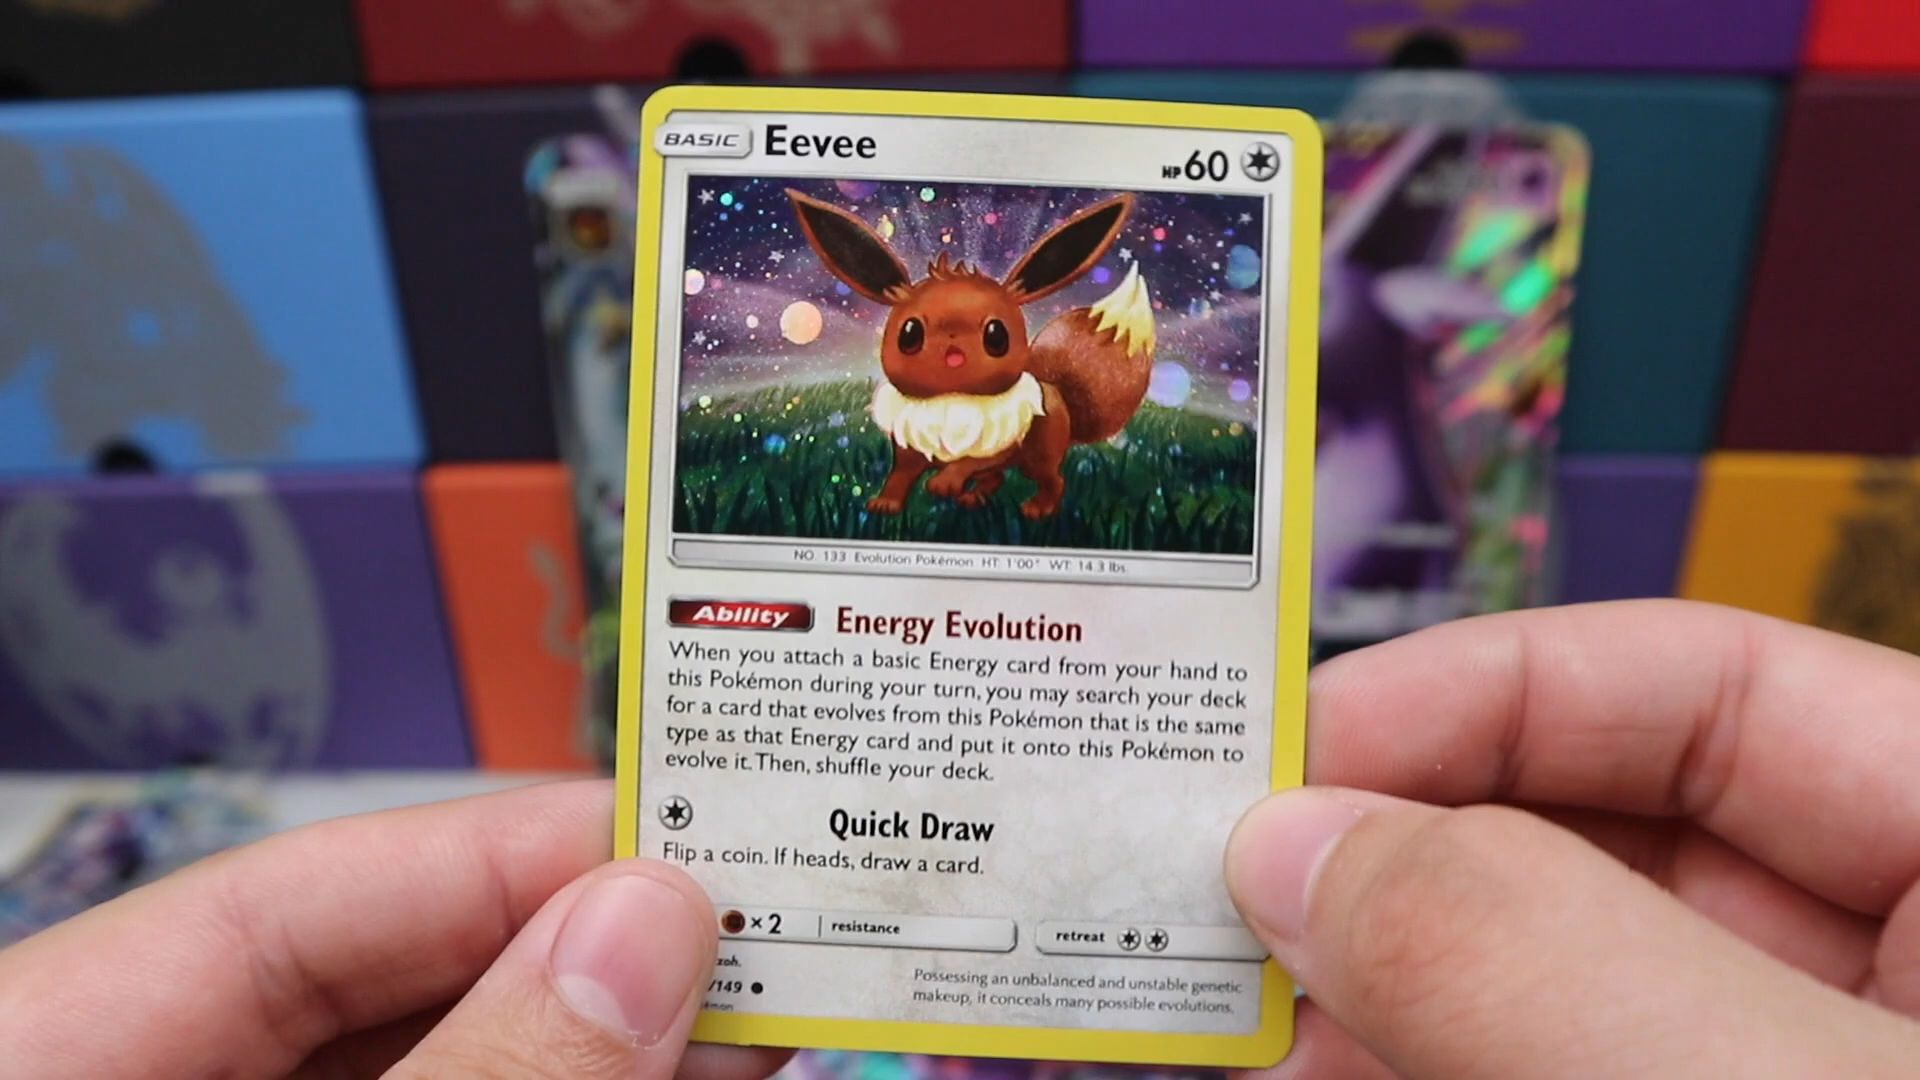 BASIC Eevee HP 60
NO. 133 Evolution Pokémon HT: 1'00" WT: 14.3 lbs.
Ability Energy Evolution
When you attach a basic Energy card from your hand to
this Pokémon during your turn, you may search your deck
for a card that evolves from this Pokémon that is the same
type as that Energy card and put it onto this Pokémon to
evolve it. Then, shuffle your deck.
Quick Draw
Flip a coin. If heads, draw a card.
×2 resistance retreat
/149
Possessing an unbalanced and unstable genetic
makeup, it conceals many possible evolutions.